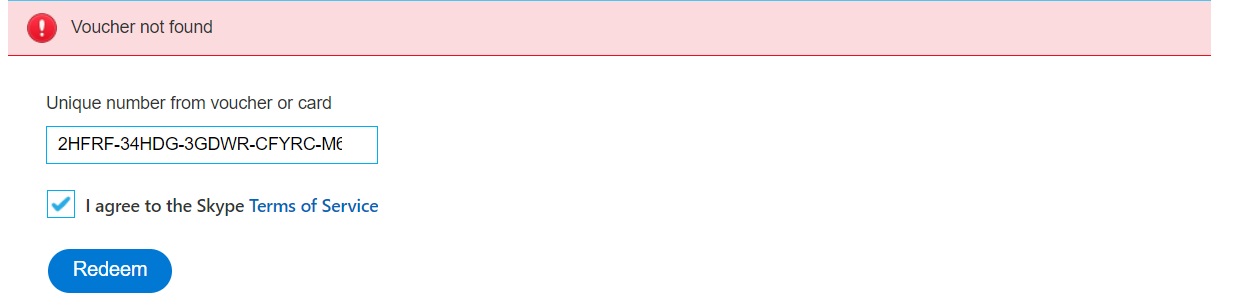 Voucher not found
Unique number from voucher or card
2HFRF-34HDG-3GDWR-CFYRC-M6
I agree to the Skype Terms of Service
Redeem